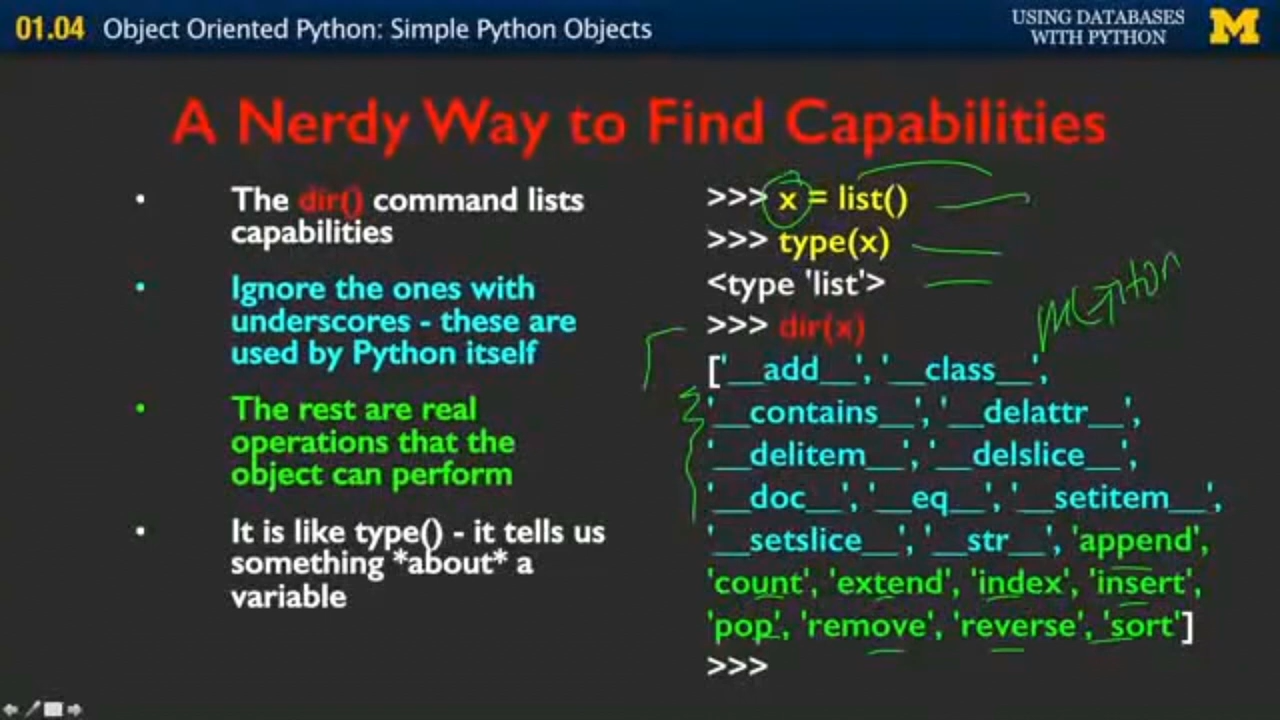 01.04 Object Oriented Python: Simple Python Objects
USING DATABASES
WITH PYTHON
M
A Nerdy Way to Find Capabilities
• The dir() command lists
capabilities
• Ignore the ones with
underscores - these are
used by Python itself
• The rest are real
operations that the
object can perform
• It is like type() - it tells us
something *about* a
variable
>>> x = list()
>>> type(x)
<type 'list'>
>>> dir(x)
['__add__', '__class__',
'__contains__', '__delattr__',
'__delitem__', '__delslice__',
'__doc__', '__eq__', '__setitem__',
'__setslice__', '__str__', 'append',
'count', 'extend', 'index', 'insert',
'pop', 'remove', 'reverse', 'sort']
>>>